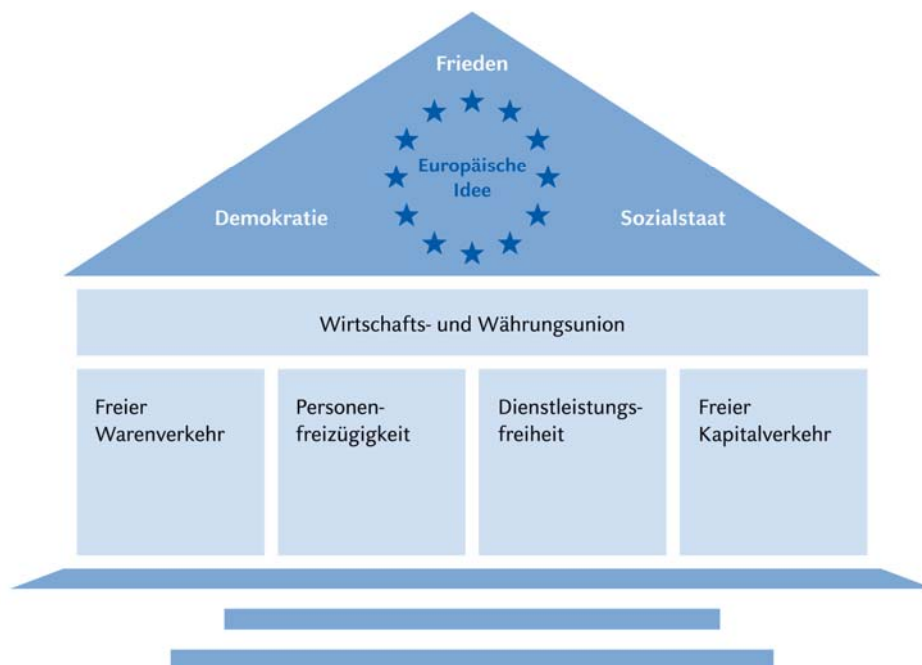 Frieden
Europäische
Idee
Demokratie
Sozialstaat
Wirtschafts- und Währungsunion
Freier
Warenverkehr
Personen-
freizügigkeit
Dienstleistungs-
freiheit
Freier
Kapitalverkehr